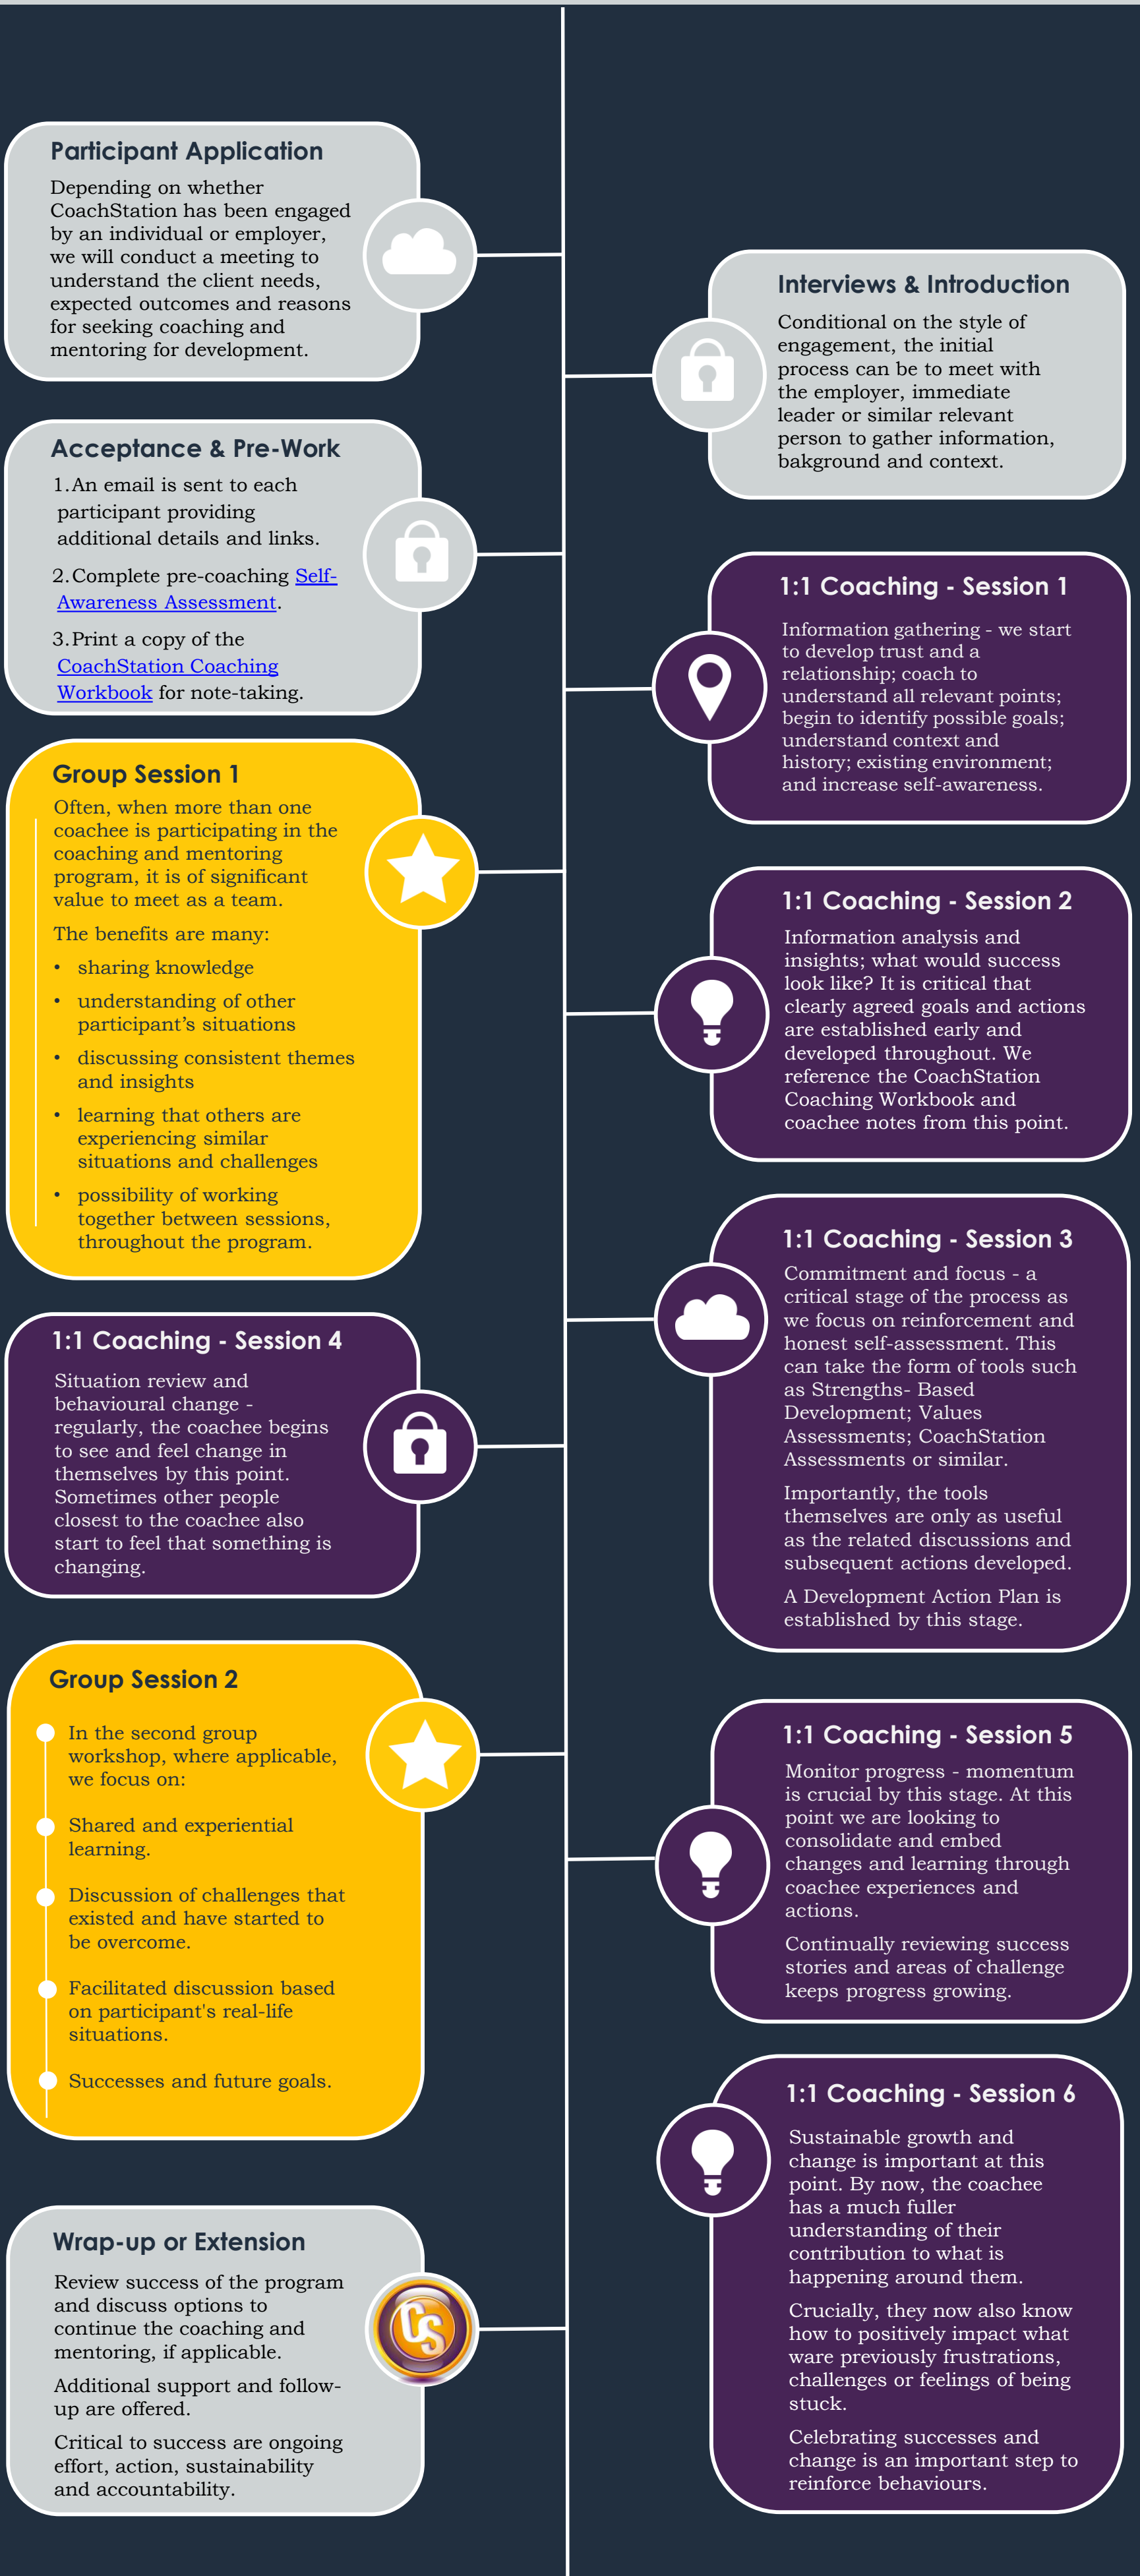 Participant Application
Depending on whether
CoachStation has been engaged
by an individual or employer,
we will conduct a meeting to
understand the client needs,
expected outcomes and reasons
for seeking coaching and
mentoring for development.
Interviews & Introduction
Conditional on the style of
engagement, the initial
process can be to meet with
the employer, immediate
leader or similar relevant
person to gather information,
bakground and context.
Acceptance & Pre-Work
1.An email is sent to each
participant providing
additional details and links.
2.Complete pre-coaching Self-
Awareness Assessment.
3.Print a copy of the
CoachStation Coaching
Workbook for note-taking.
1:1 Coaching - Session 1
Information gathering - we start
to develop trust and a
relationship; coach to
understand all relevant points;
begin to identify possible goals;
understand context and
history; existing environment;
and increase self-awareness.
Group Session 1
Often, when more than one
coachee is participating in the
coaching and mentoring
program, it is of significant
value to meet as a team.
The benefits are many:
• sharing knowledge
• understanding of other
participant’s situations
• discussing consistent themes
and insights
• learning that others are
experiencing similar
situations and challenges
• possibility of working
together between sessions,
throughout the program.
1:1 Coaching - Session 2
Information analysis and
insights; what would success
look like? It is critical that
clearly agreed goals and actions
are established early and
developed throughout. We
reference the CoachStation
Coaching Workbook and
coachee notes from this point.
1:1 Coaching - Session 3
Commitment and focus - a
critical stage of the process as
we focus on reinforcement and
honest self-assessment. This
can take the form of tools such
as Strengths- Based
Development; Values
Assessments; CoachStation
Assessments or similar.
Importantly, the tools
themselves are only as useful
as the related discussions and
subsequent actions developed.
A Development Action Plan is
established by this stage.
1:1 Coaching - Session 4
Situation review and
behavioural change -
regularly, the coachee begins
to see and feel change in
themselves by this point.
Sometimes other people
closest to the coachee also
start to feel that something is
changing.
Group Session 2
In the second group
workshop, where applicable,
we focus on:
Shared and experiential
learning.
Discussion of challenges that
existed and have started to
be overcome.
Facilitated discussion based
on participant's real-life
situations.
Successes and future goals.
1:1 Coaching - Session 5
Monitor progress - momentum
is crucial by this stage. At this
point we are looking to
consolidate and embed
changes and learning through
coachee experiences and
actions.
Continually reviewing success
stories and areas of challenge
keeps progress growing.
1:1 Coaching - Session 6
Sustainable growth and
change is important at this
point. By now, the coachee
has a much fuller
understanding of their
contribution to what is
happening around them.
Crucially, they now also know
how to positively impact what
ware previously frustrations,
challenges or feelings of being
stuck.
Celebrating successes and
change is an important step to
reinforce behaviours.
Wrap-up or Extension
Review success of the program
and discuss options to
continue the coaching and
mentoring, if applicable.
Additional support and follow-
up are offered.
Critical to success are ongoing
effort, action, sustainability
and accountability.
CS